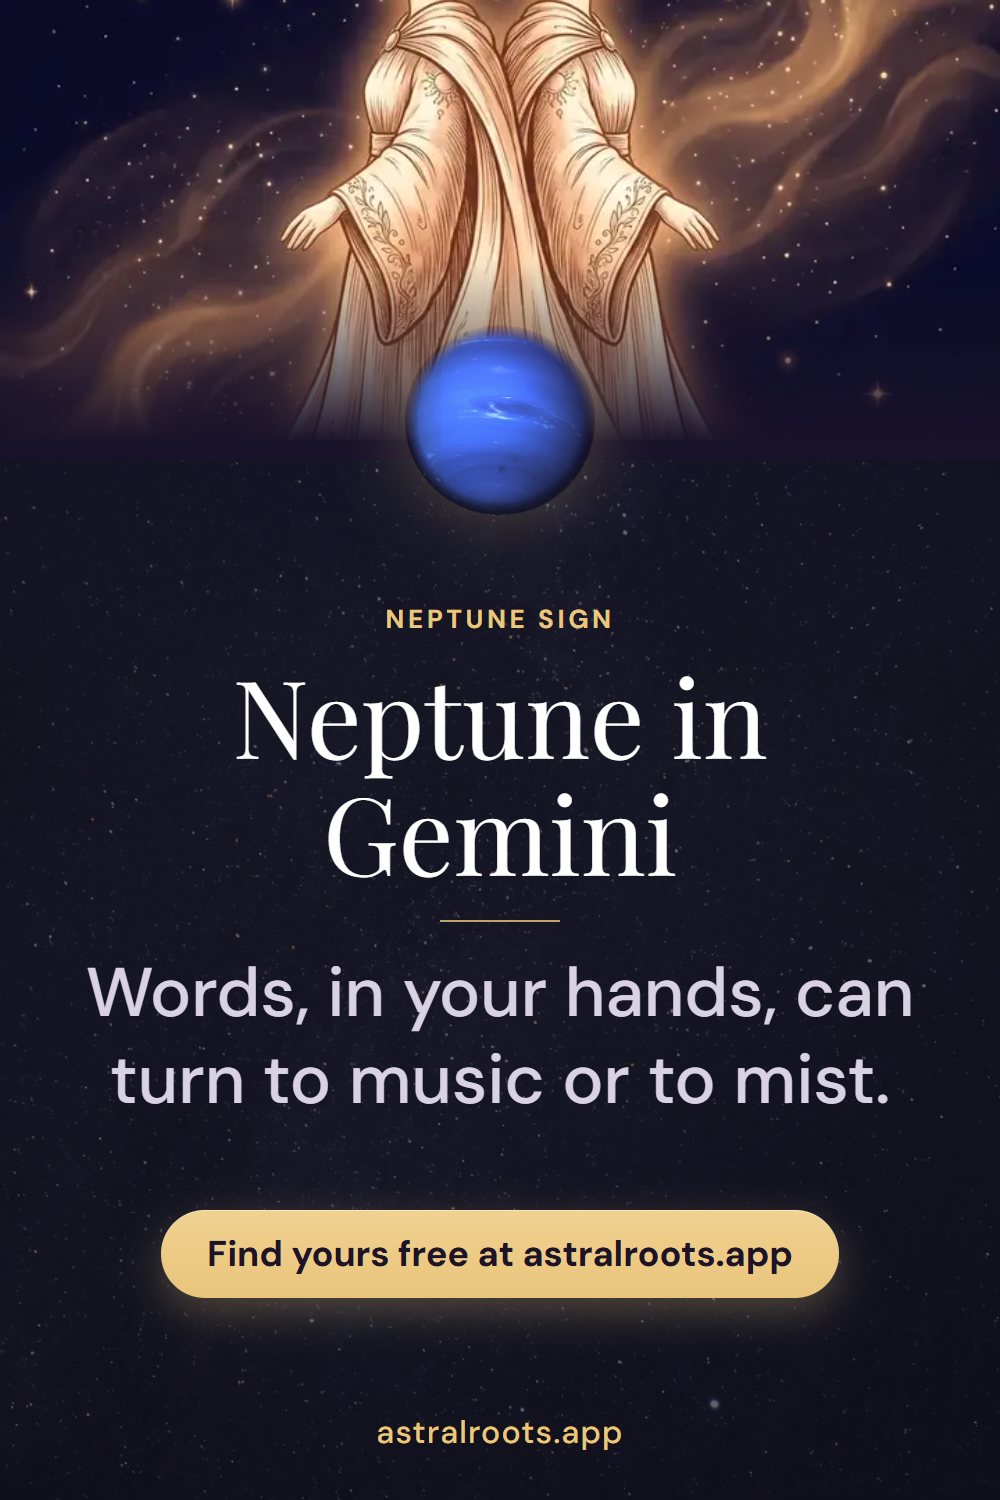 NEPTUNE SIGN
Neptune in
Gemini
Words, in your hands, can
turn to music or to mist.
Find yours free at astralroots.app
astralroots.app